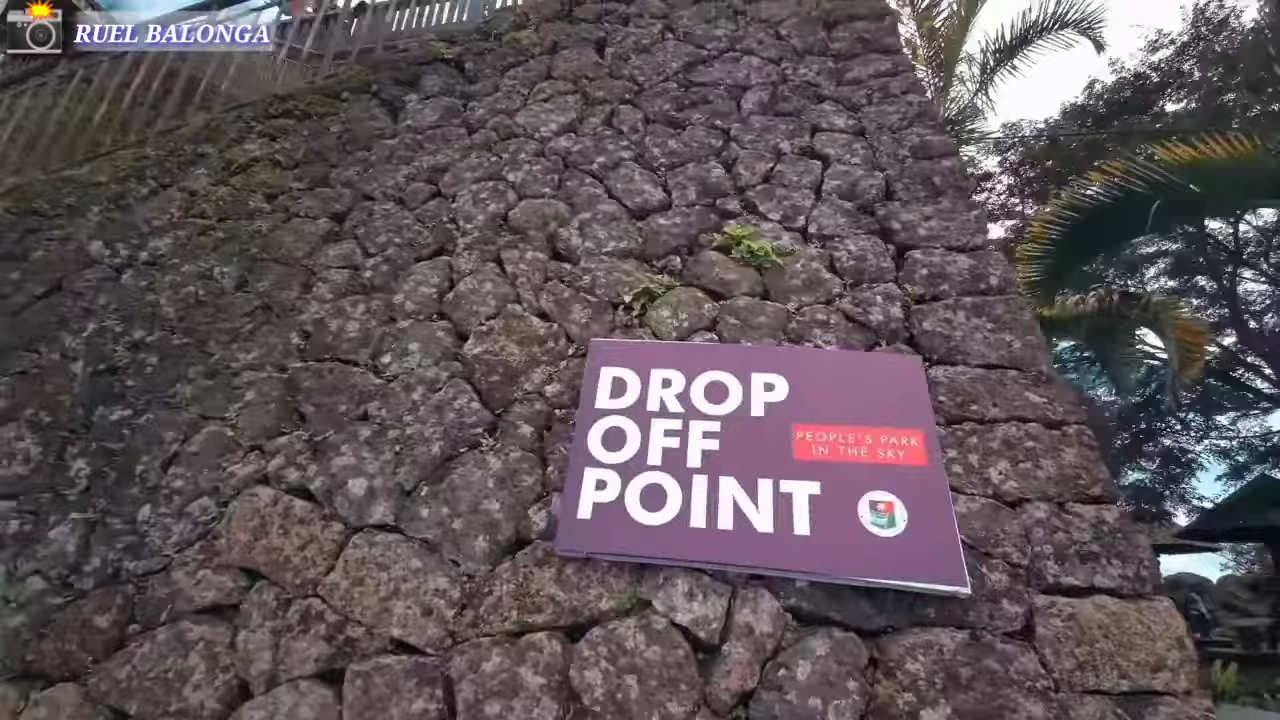 RUEL BALONGA
DROP
OFF
POINT
PEOPLE'S PARK
IN THE SKY